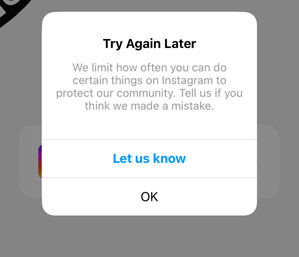 Try Again Later
We limit how often you can do
certain things on Instagram to
protect our community. Tell us if you
think we made a mistake.
Let us know
OK